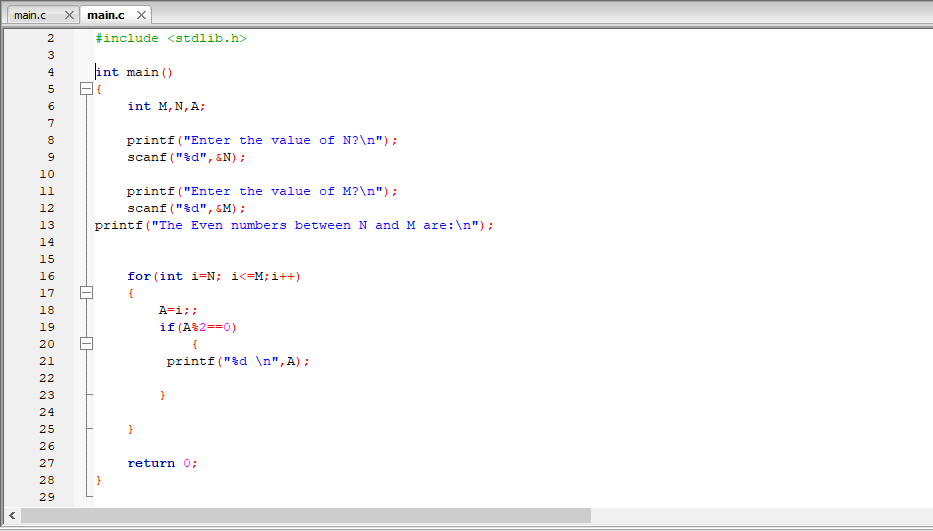 main.c main.c
2 #include <stdlib.h>
3
4 int main()
5 {
6 int M,N,A;
7
8 printf("Enter the value of N?\n");
9 scanf("%d",&N);
10
11 printf("Enter the value of M?\n");
12 scanf("%d",&M);
13 printf("The Even numbers between N and M are:\n");
14
15
16 for(int i=N; i<=M;i++)
17 {
18 A=i;;
19 if(A%2==0)
20 {
21 printf("%d \n",A);
22
23 }
24
25 }
26
27 return 0;
28 }
29